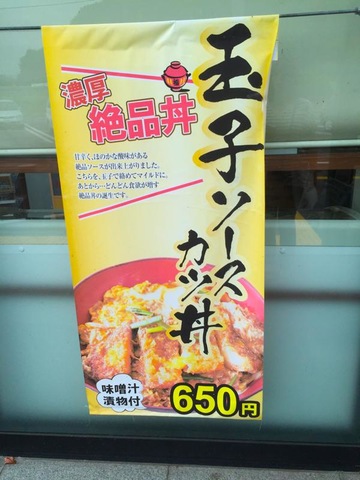 玉子ソース
カツ丼
濃厚
絶品丼
甘辛く、ほのかな酸味がある
絶品ソースが出来上がりました。
こちらを、玉子で絡めてマイルドに。
あとから…どんどん食欲が増す
絶品丼の誕生です。
味噌汁
漬物付
650円